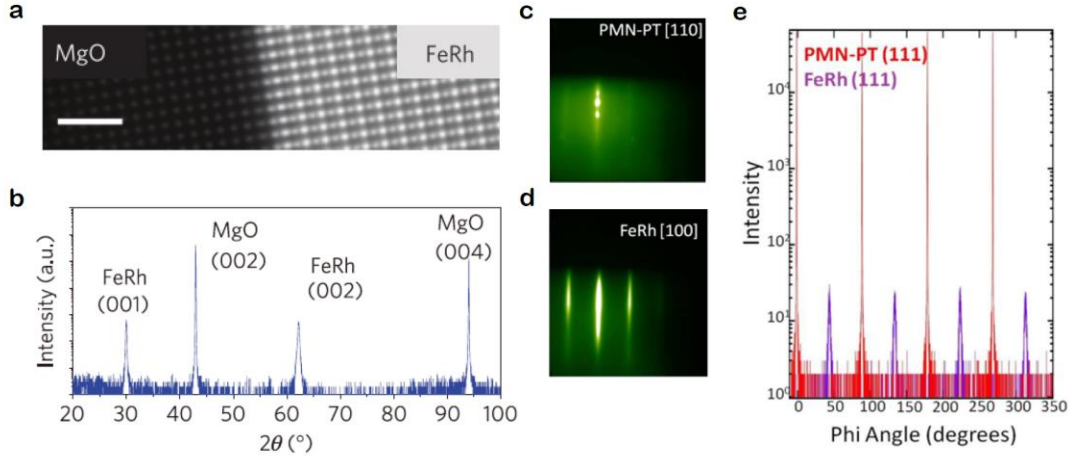 a
MgO
FeRh
b
Intensity (a.u.)
FeRh
(001)
MgO
(002)
FeRh
(002)
MgO
(004)
20 30 40 50 60 70 80 90 100
2θ (°)
c
PMN-PT [110]
d
FeRh [100]
e
PMN-PT (111)
FeRh (111)
Intensity
10⁴
10³
10²
10¹
10⁰
0 50 100 150 200 250 300 350
Phi Angle (degrees)